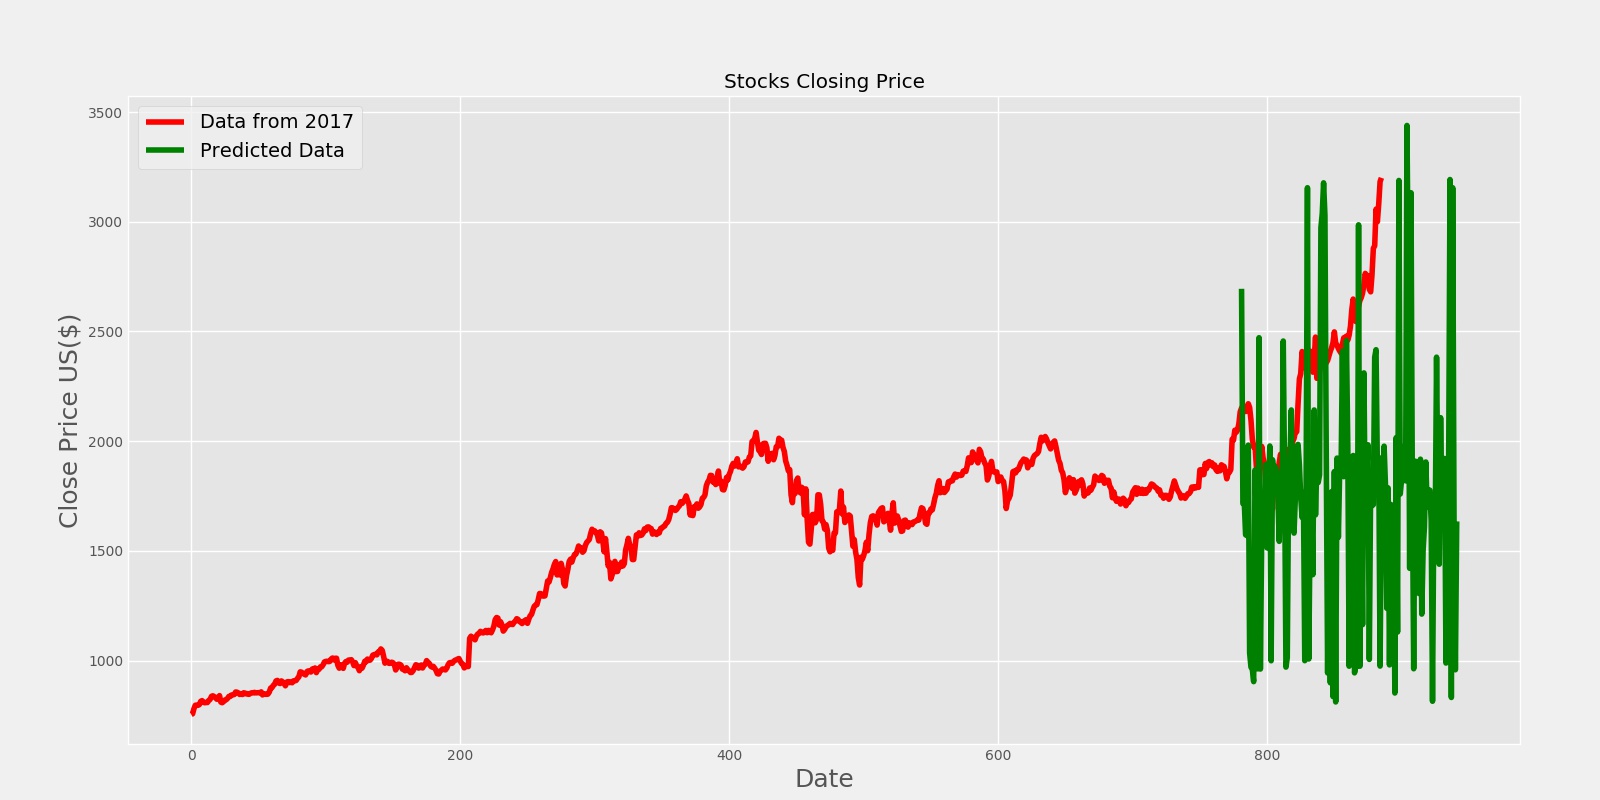 Stocks Closing Price
Data from 2017
Predicted Data
3500
3000
2500
2000
1500
1000
Close Price US($)
0 200 400 600 800
Date